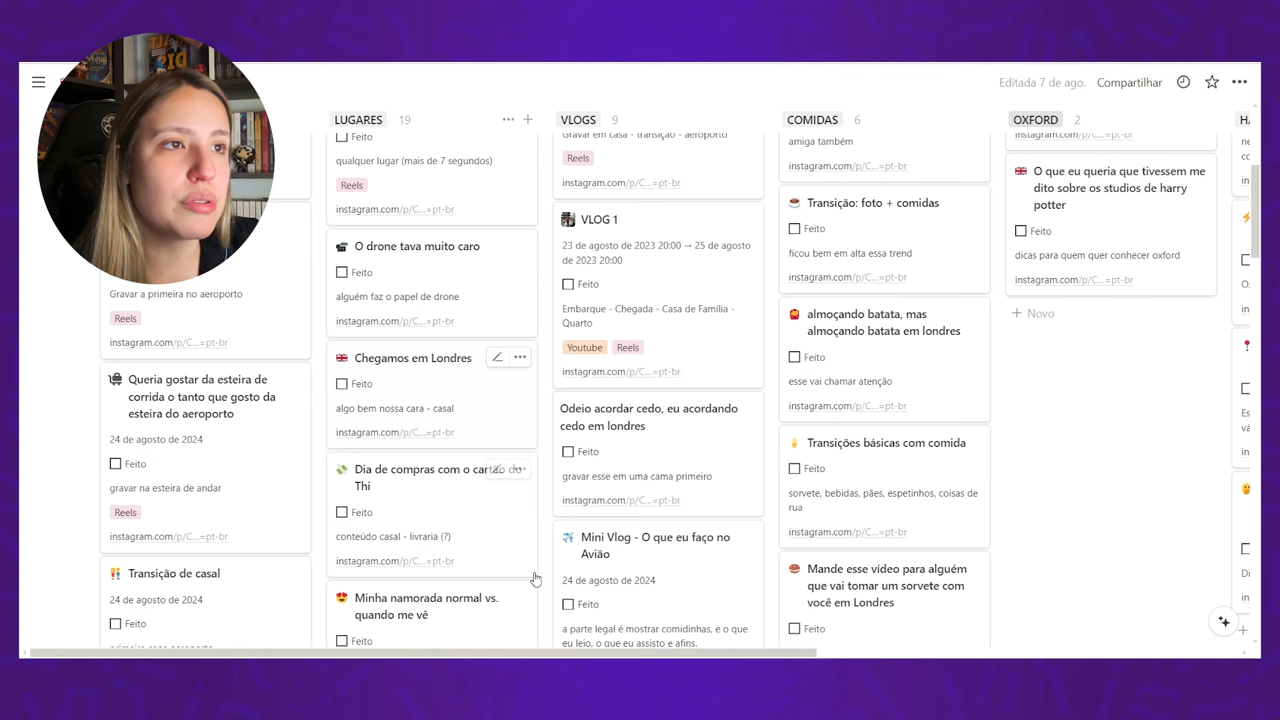 Editada 7 de ago.
Compartilhar
Gravar a primeira no aeroporto
Reels
instagram.com/p/C...=pt-br
Queria gostar da esteira de
corrida o tanto que gosto da
esteira do aeroporto
24 de agosto de 2024
Feito
gravar na esteira de andar
Reels
instagram.com/p/C...=pt-br
Transição de casal
24 de agosto de 2024
Feito
LUGARES 19
Feito
qualquer lugar (mais de 7 segundos)
Reels
instagram.com/p/C...=pt-br
O drone tava muito caro
Feito
alguém faz o papel de drone
instagram.com/p/C...=pt-br
Chegamos em Londres
Feito
algo bem nossa cara - casal
instagram.com/p/C...=pt-br
Dia de compras com o cartão do
Thi
Feito
conteúdo casal - livraria (?)
instagram.com/p/C...=pt-br
Minha namorada normal vs.
quando me vê
Feito
VLOGS 9
Gravar em casa - transição - aeroporto
Reels
instagram.com/p/C...=pt-br
VLOG 1
23 de agosto de 2023 20:00 → 25 de agosto
de 2023 20:00
Feito
Embarque - Chegada - Casa de Família -
Quarto
Youtube Reels
instagram.com/p/C...=pt-br
Odeio acordar cedo, eu acordando
cedo em londres
Feito
gravar esse em uma cama primeiro
instagram.com/p/C...=pt-br
Mini Vlog - O que eu faço no
Avião
24 de agosto de 2024
Feito
a parte legal é mostrar comidinhas, e o que
eu leio, o que eu assisto e afins.
COMIDAS 6
amiga também
instagram.com/p/C...=pt-br
Transição: foto + comidas
Feito
ficou bem em alta essa trend
instagram.com/p/C...=pt-br
almoçando batata, mas
almoçando batata em londres
Feito
esse vai chamar atenção
instagram.com/p/C...=pt-br
Transições básicas com comida
Feito
sorvete, bebidas, pães, espetinhos, coisas de
rua
instagram.com/p/C...=pt-br
Mande esse vídeo para alguém
que vai tomar um sorvete com
você em Londres
Feito
OXFORD 2
instagram.com/p/C...=pt-br
O que eu queria que tivessem me
dito sobre os studios de harry
potter
Feito
dicas para quem quer conhecer oxford
instagram.com/p/C...=pt-br
+ Novo